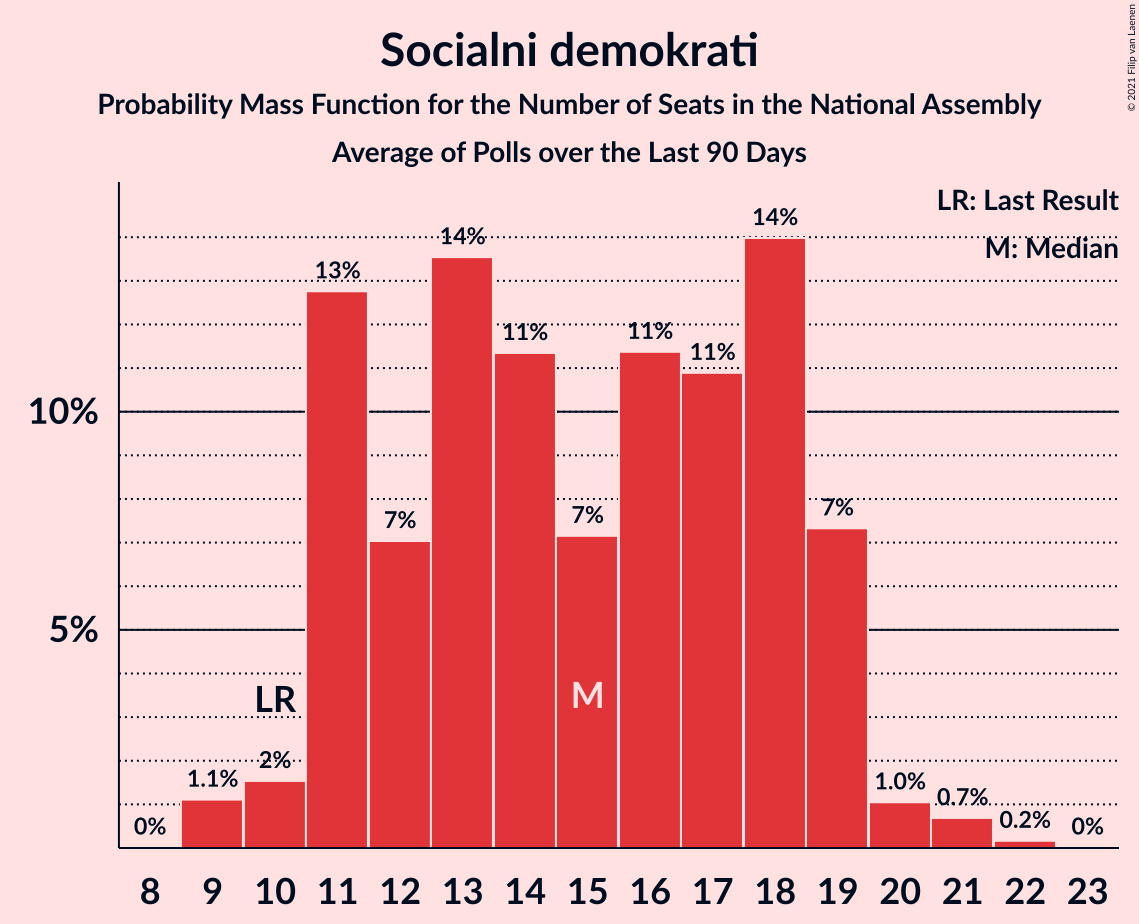 Socialni demokrati
Probability Mass Function for the Number of Seats in the National Assembly
Average of Polls over the Last 90 Days
© 2021 Filip van Laenen
LR: Last Result
M: Median
10%
5%
0%
1.1%
2%
13%
7%
14%
11%
7%
11%
11%
14%
7%
1.0%
0.7%
0.2%
0%
LR
M
8 9 10 11 12 13 14 15 16 17 18 19 20 21 22 23